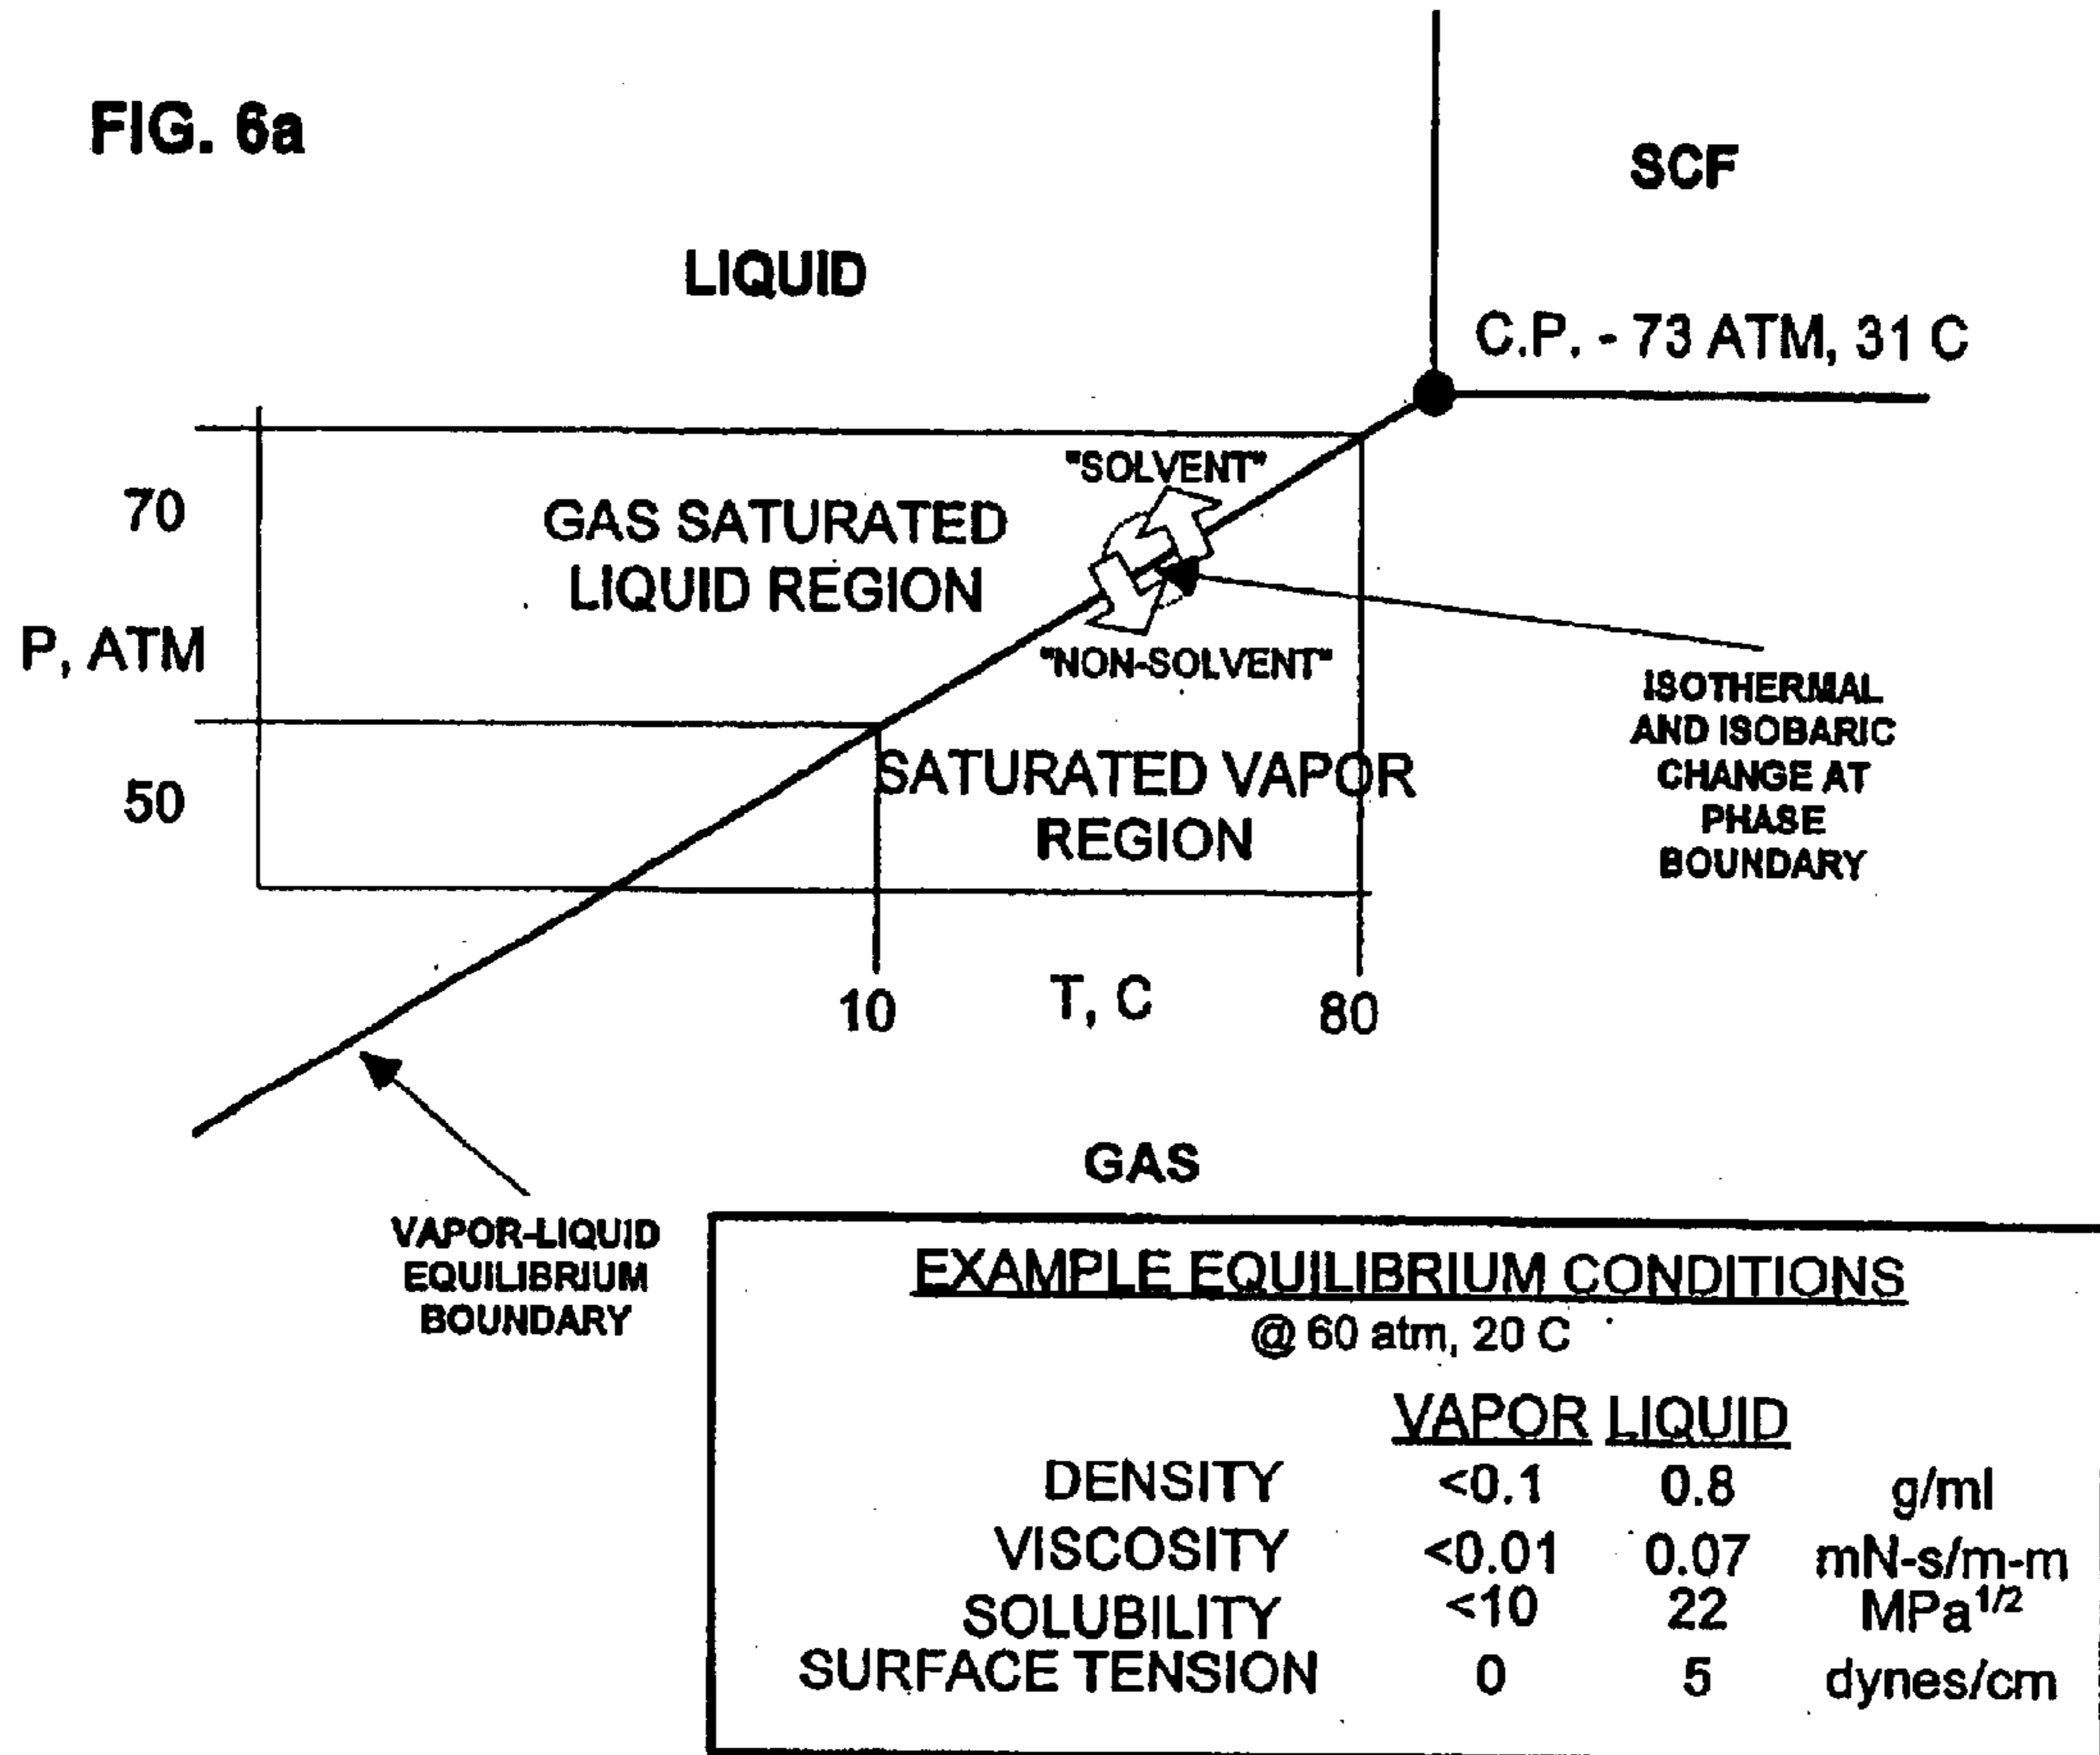 FIG. 6a
SCF
LIQUID
C.P. - 73 ATM, 31 C
"SOLVENT"
70
GAS SATURATED
LIQUID REGION
P, ATM
"NON-SOLVENT"
ISOTHERMAL
AND ISOBARIC
CHANGE AT
PHASE
BOUNDARY
50
SATURATED VAPOR
REGION
10
T, C
80
GAS
VAPOR-LIQUID
EQUILIBRIUM
BOUNDARY
EXAMPLE EQUILIBRIUM CONDITIONS
@ 60 atm, 20 C
VAPOR LIQUID
DENSITY <0.1 0.8 g/ml
VISCOSITY <0.01 0.07 mN-s/m-m
SOLUBILITY <10 22 MPa^1/2
SURFACE TENSION 0 5 dynes/cm